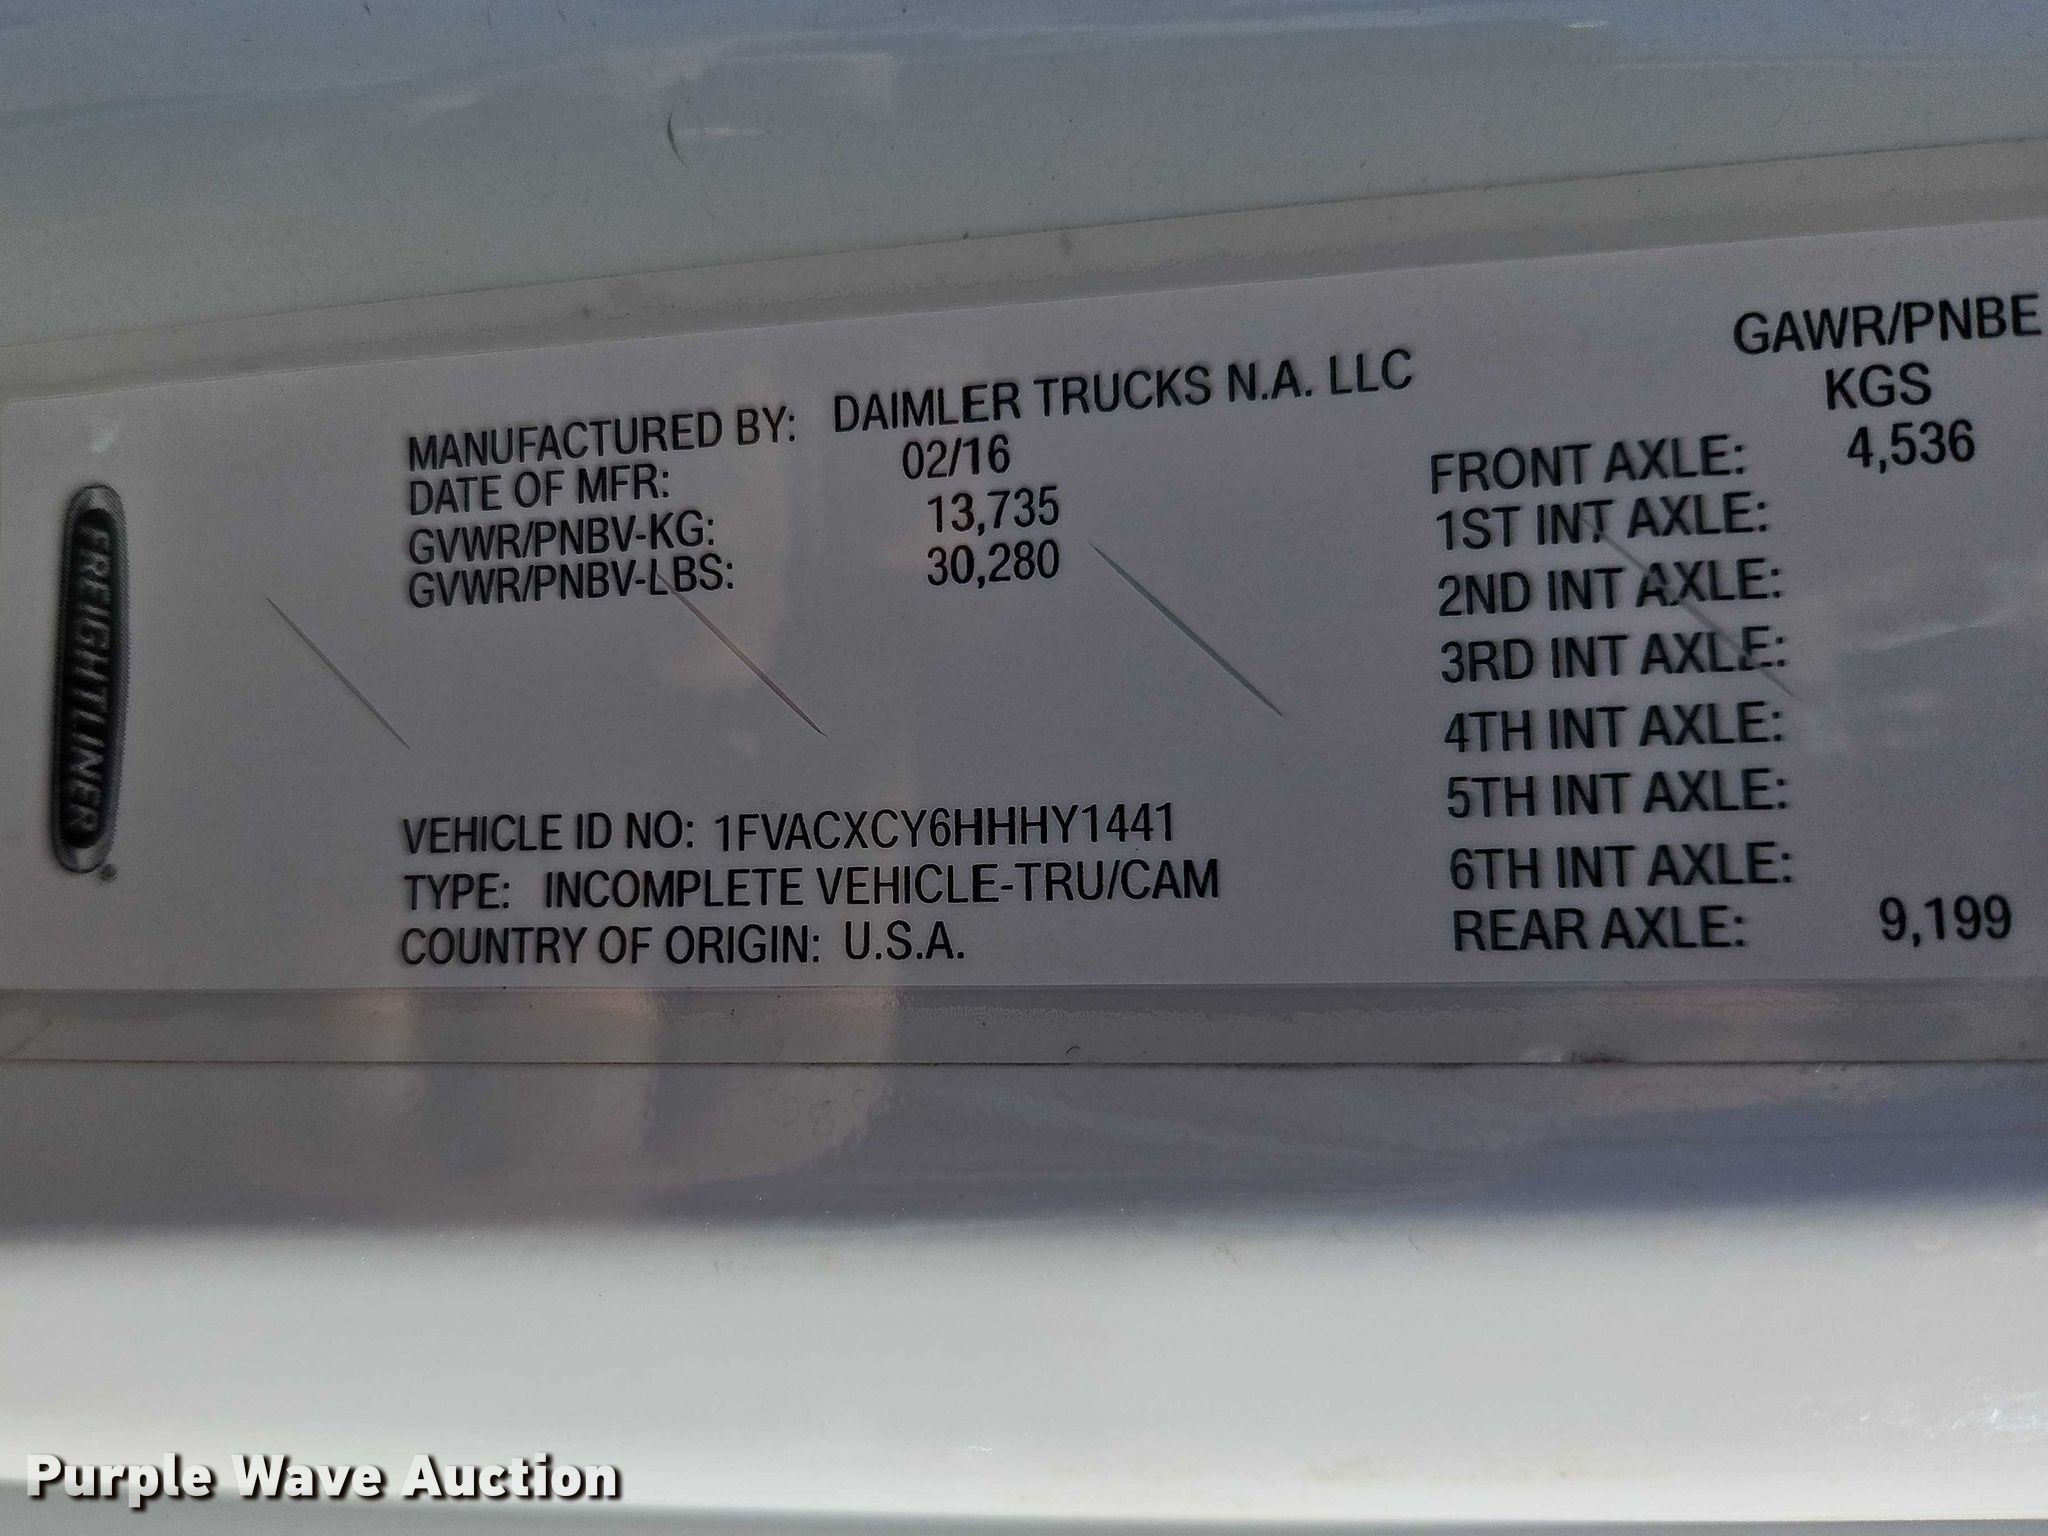 FREIGHTLINER
MANUFACTURED BY: DAIMLER TRUCKS N.A. LLC
DATE OF MFR: 02/16
GVWR/PNBV-KG: 13,735
GVWR/PNBV-LBS: 30,280
VEHICLE ID NO: 1FVACXCY6HHHY1441
TYPE: INCOMPLETE VEHICLE-TRU/CAM
COUNTRY OF ORIGIN: U.S.A.
GAWR/PNBE
KGS
FRONT AXLE: 4,536
1ST INT AXLE:
2ND INT AXLE:
3RD INT AXLE:
4TH INT AXLE:
5TH INT AXLE:
6TH INT AXLE:
REAR AXLE: 9,199
Purple Wave Auction